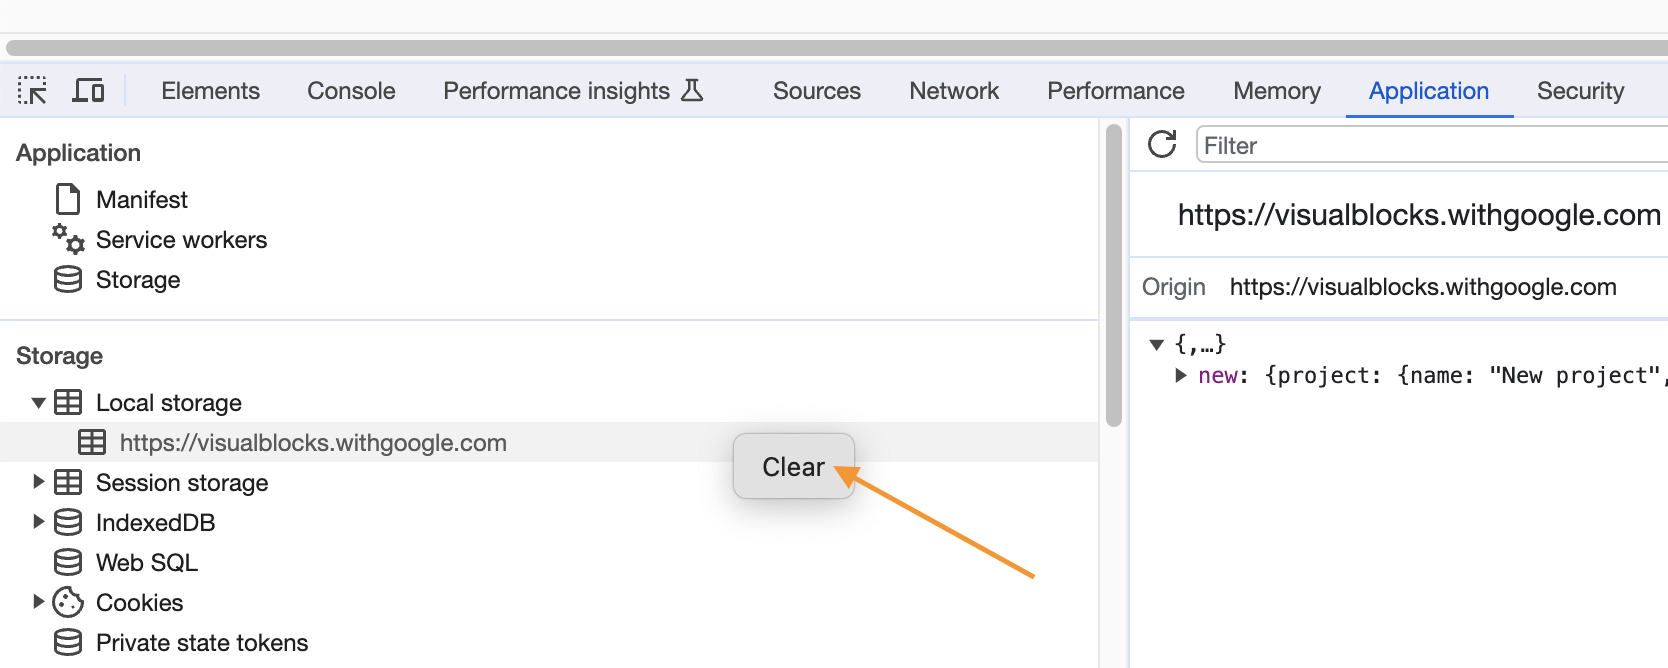 Elements Console Performance insights Sources Network Performance Memory Application Security
Application
Manifest
Service workers
Storage
Storage
Local storage
https://visualblocks.withgoogle.com
Clear
Session storage
IndexedDB
Web SQL
Cookies
Private state tokens
Filter
https://visualblocks.withgoogle.com
Origin https://visualblocks.withgoogle.com
{,…}
new: {project: {name: "New project",